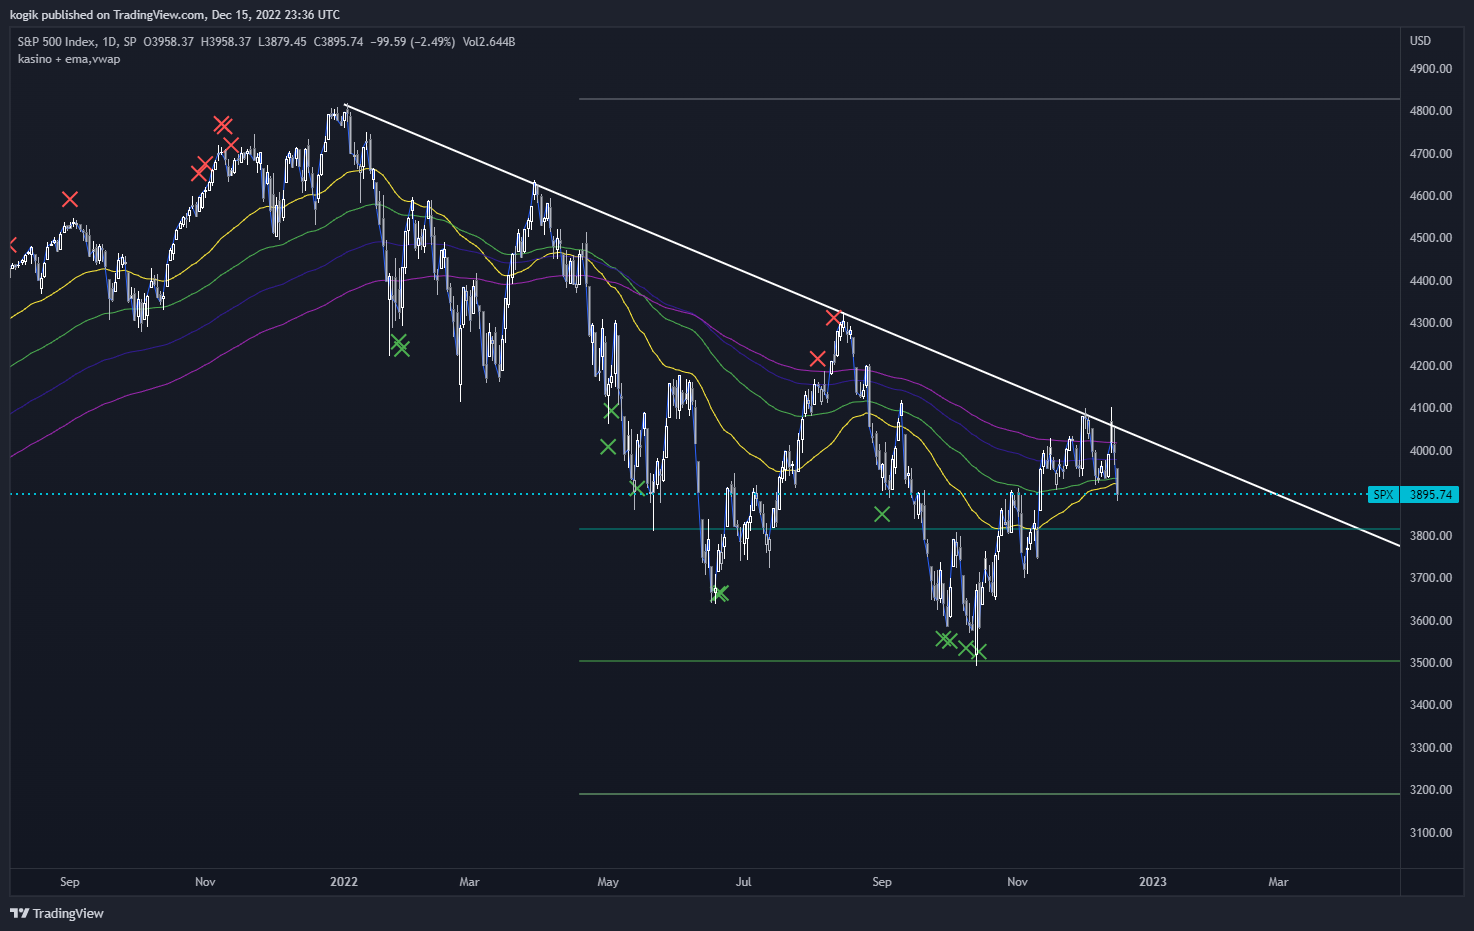 kogik published on TradingView.com, Dec 15, 2022 23:36 UTC
S&P 500 Index, 1D, SP O3958.37 H3958.37 L3879.45 C3895.74 −99.59 (−2.49%) Vol2.644B
kasino + ema,vwap
USD
4900.00
4800.00
4700.00
4600.00
4500.00
4400.00
4300.00
4200.00
4100.00
4000.00
SPX 3895.74
3800.00
3700.00
3600.00
3500.00
3400.00
3300.00
3200.00
3100.00
Sep Nov 2022 Mar May Jul Sep Nov 2023 Mar
TradingView